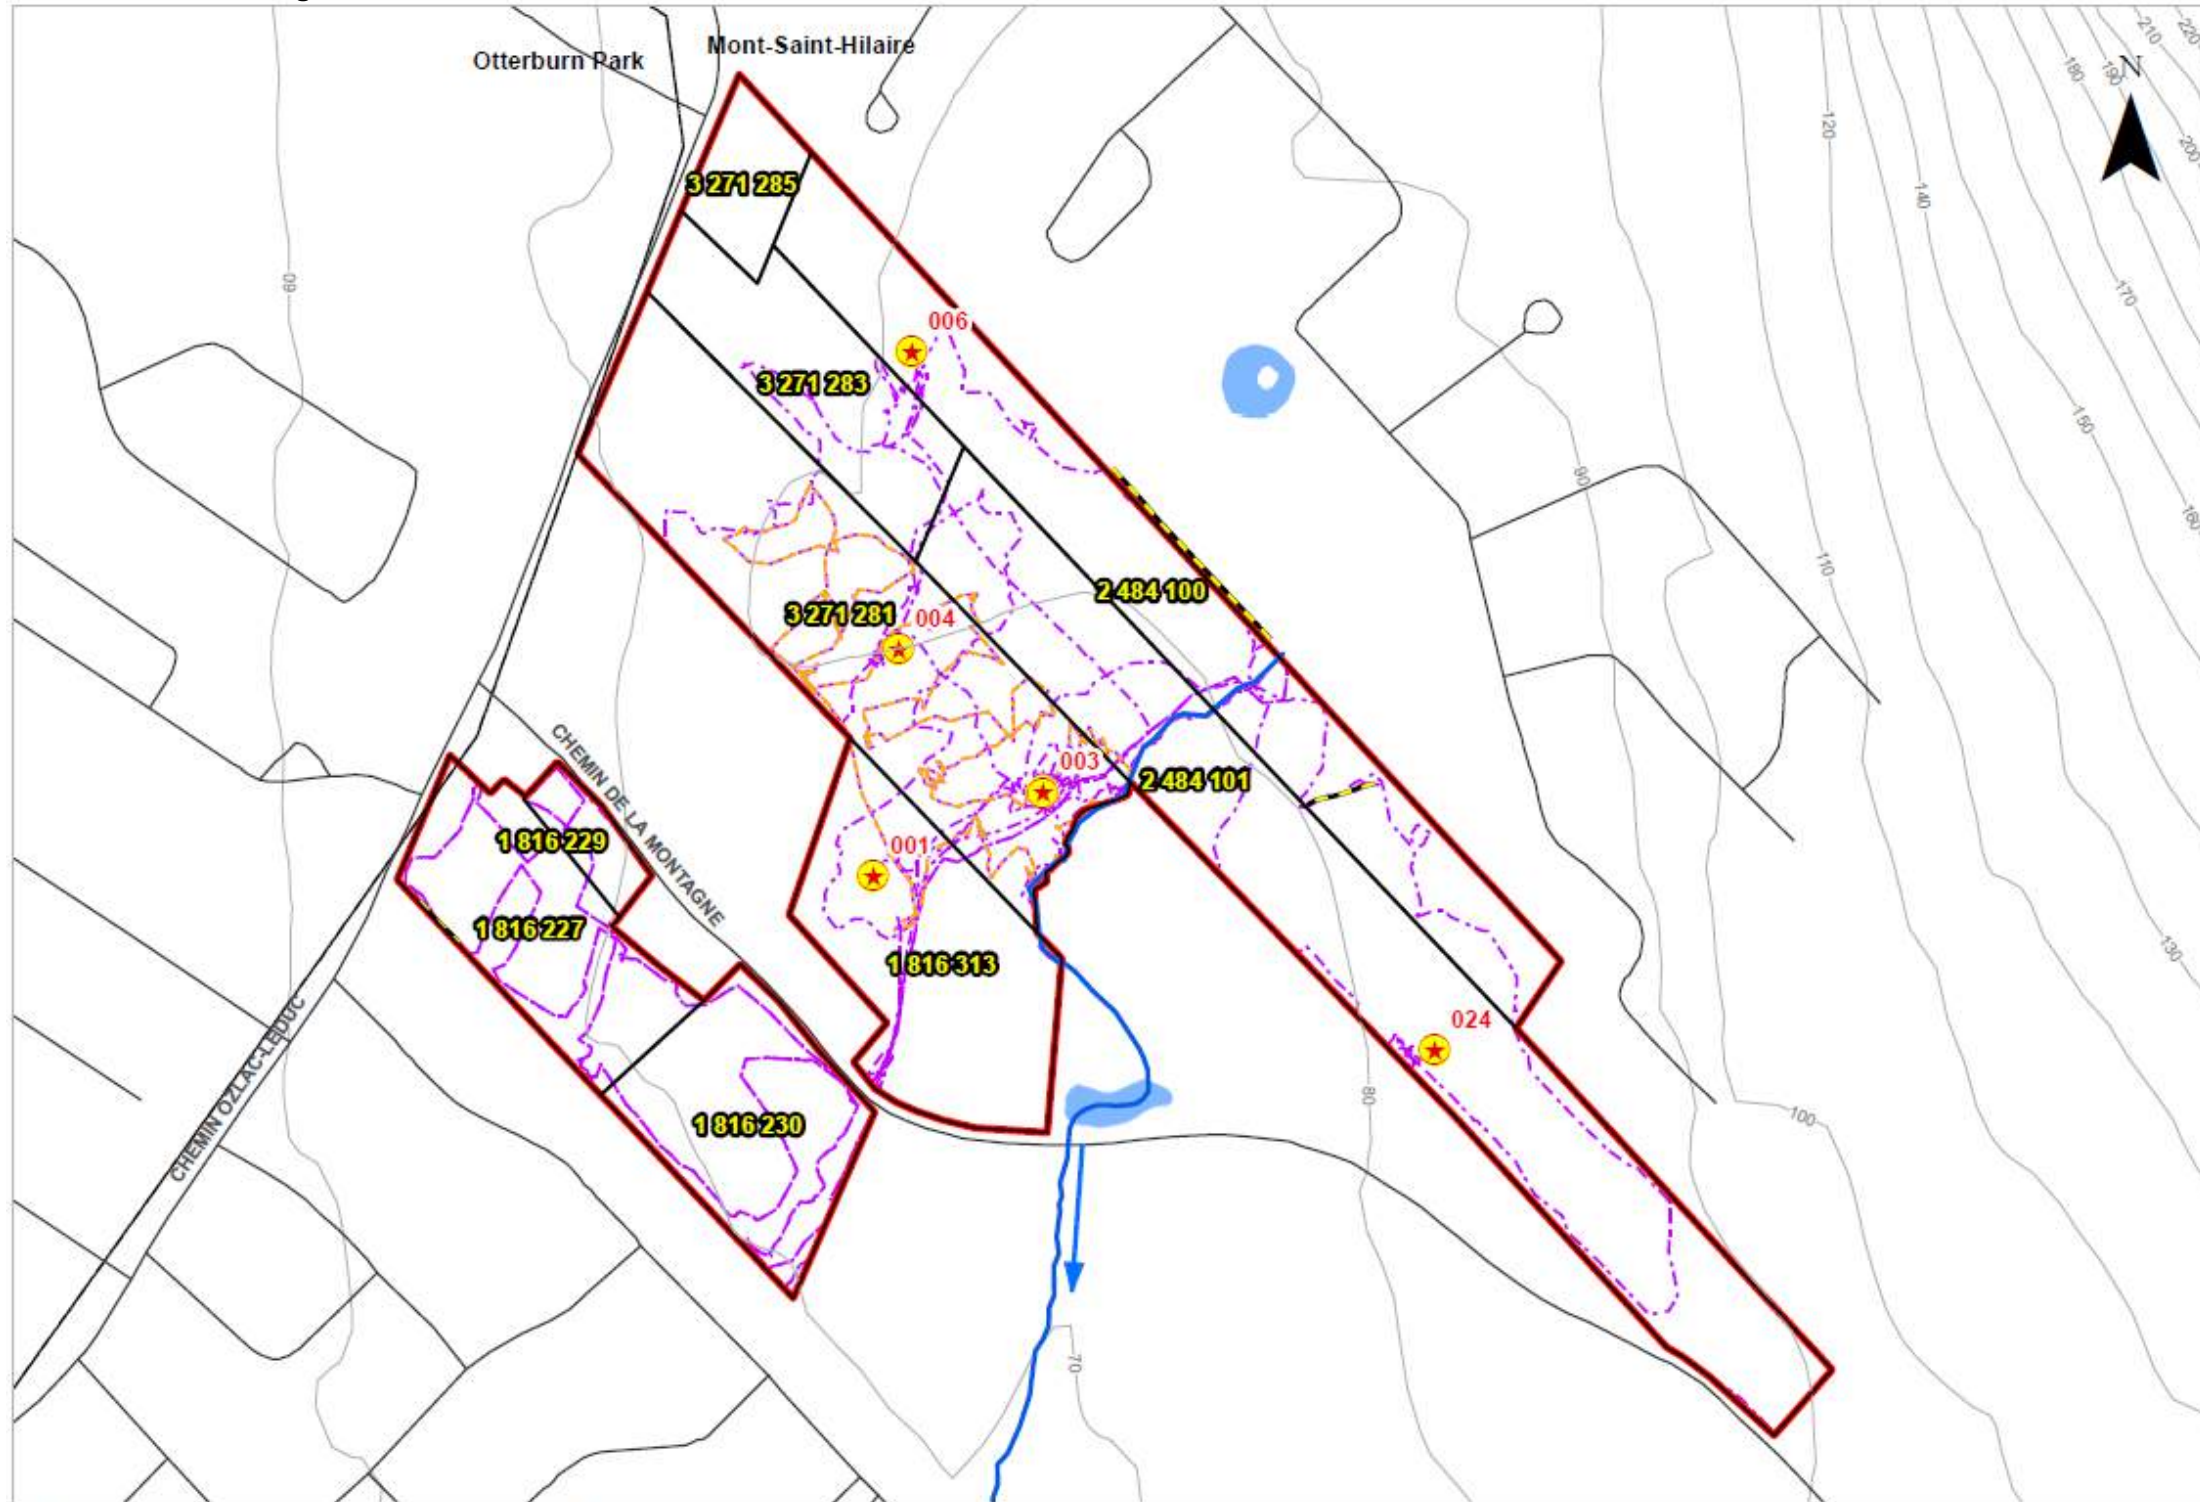 Otterburn Park
Mont-Saint-Hilaire
210
220
180
190
N
200
120
140
170
150
160
90
110
130
60
3 271 285
006
3 271 283
2 484 100
3 271 281
004
003
2 484 101
001
CHEMIN DE LA MONTAGNE
1 816 229
1 816 227
1 816 313
024
CHEMIN OZLAC-LEDUC
1 816 230
80
100
70